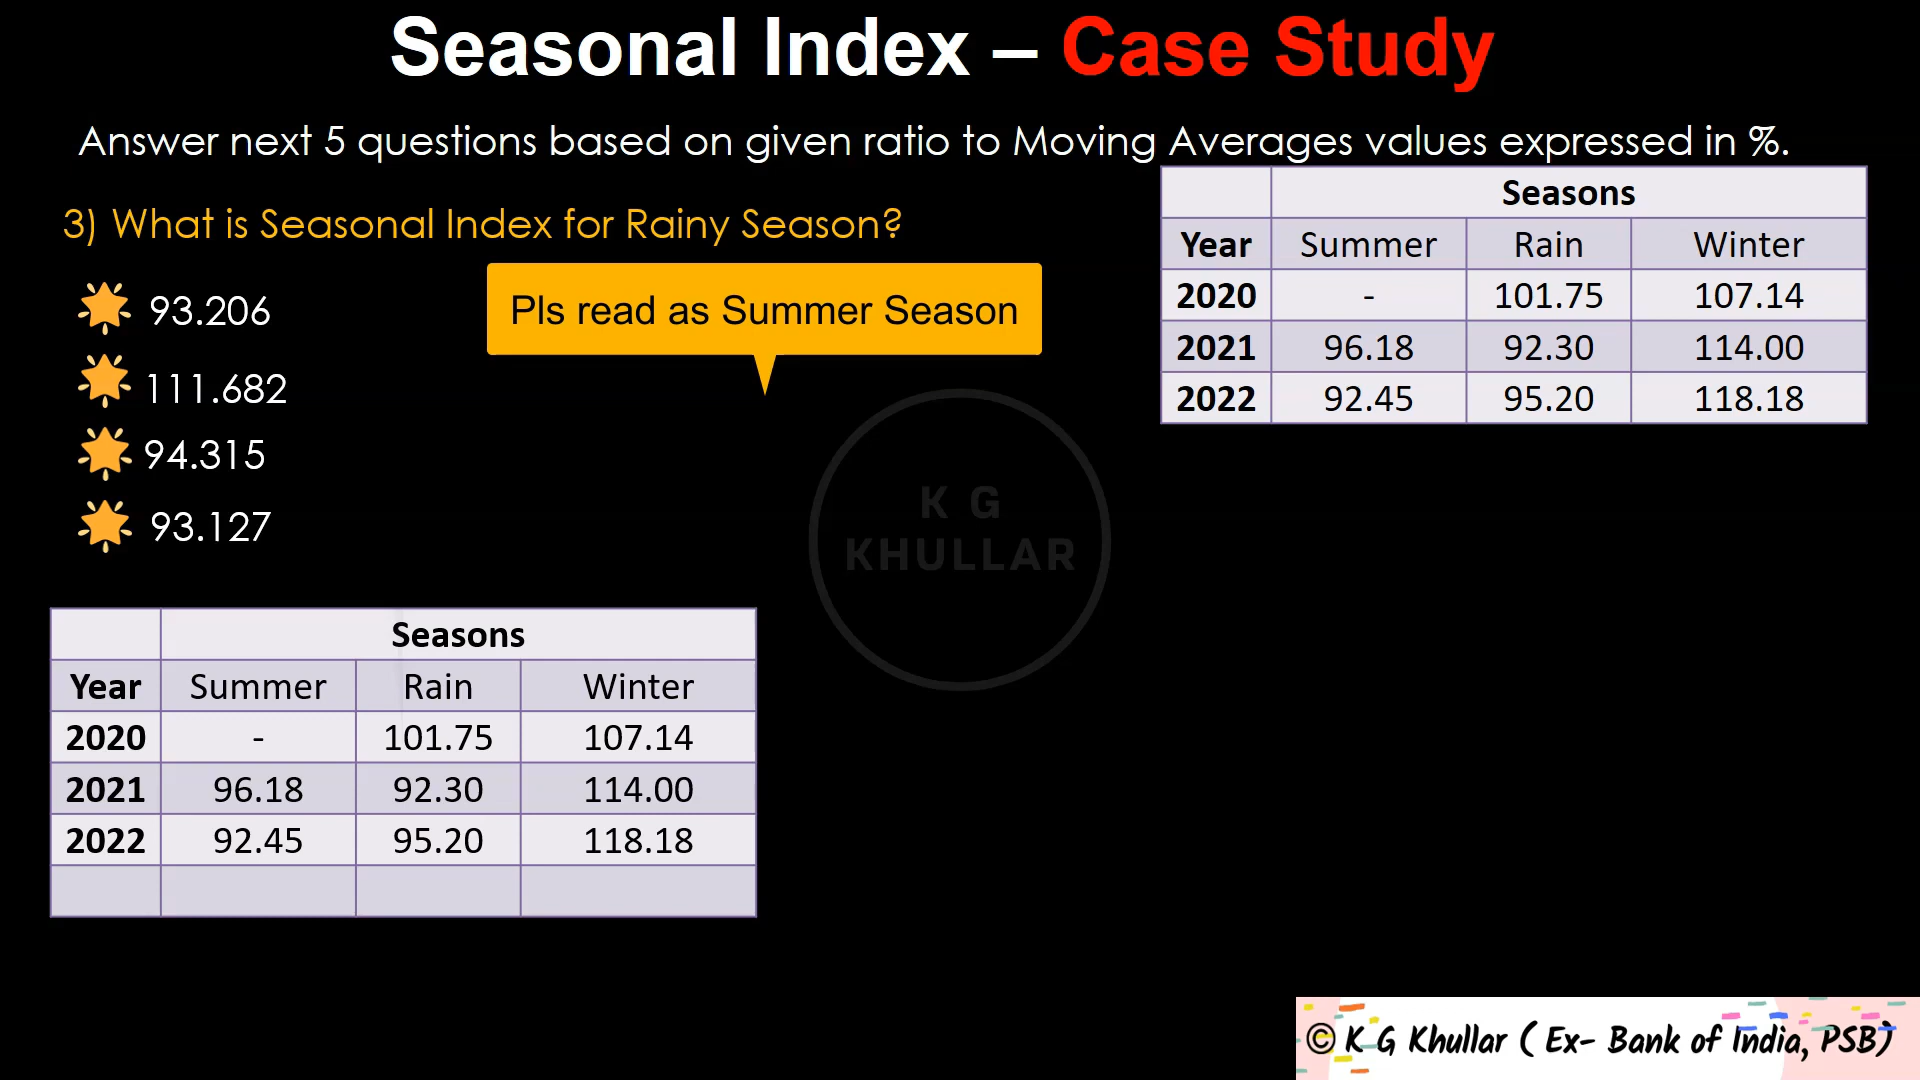 Seasonal Index – Case Study
Answer next 5 questions based on given ratio to Moving Averages values expressed in %.
3) What is Seasonal Index for Rainy Season?
Pls read as Summer Season
93.206
111.682
94.315
93.127
Seasons
Year Summer Rain Winter
2020 - 101.75 107.14
2021 96.18 92.30 114.00
2022 92.45 95.20 118.18
K G
KHULLAR
Seasons
Year Summer Rain Winter
2020 - 101.75 107.14
2021 96.18 92.30 114.00
2022 92.45 95.20 118.18
© K G Khullar ( Ex- Bank of India, PSB)